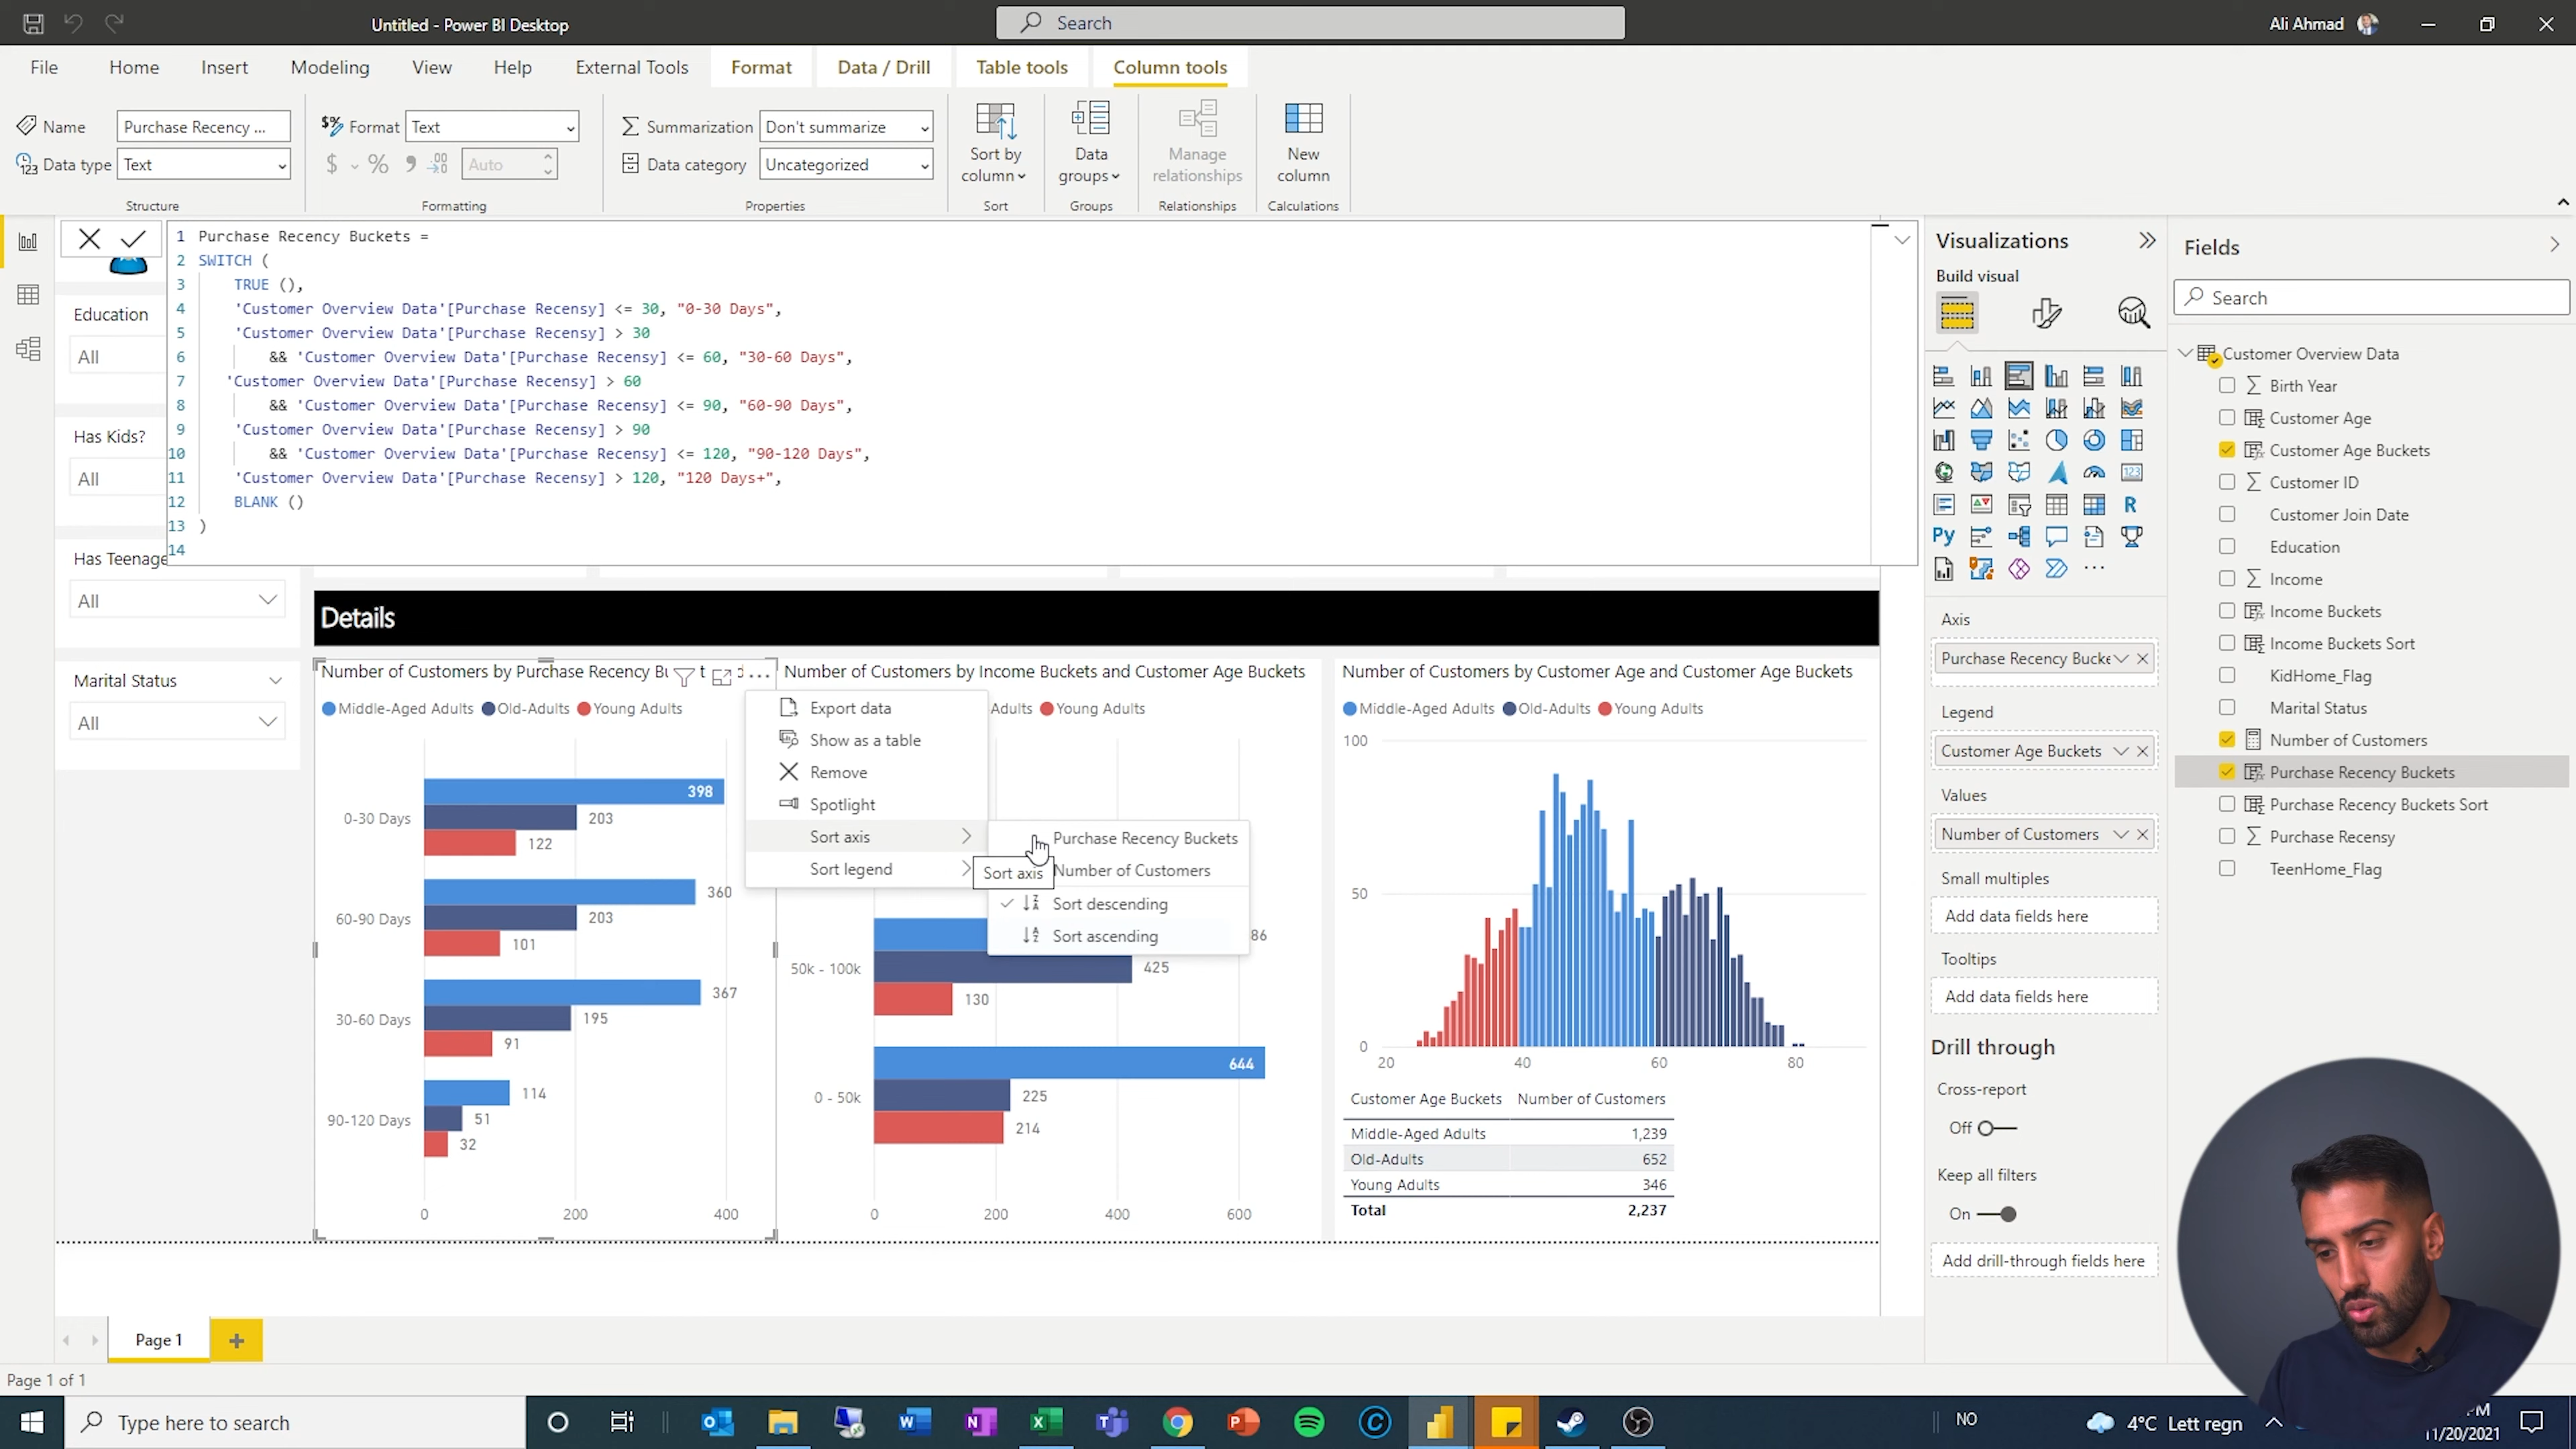 Untitled - Power BI Desktop
Search
Ali Ahmad
File
Home
Insert
Modeling
View
Help
External Tools
Format
Data / Drill
Table tools
Column tools
Name
Purchase Recency ...
Format
Text
Summarization
Don't summarize
Data type
Text
$
%
Auto
Data category
Uncategorized
Sort by
column
Data
groups
Manage
relationships
New
column
Structure
Formatting
Properties
Sort
Groups
Relationships
Calculations
1 Purchase Recency Buckets =
2 SWITCH (
3 TRUE (),
4 'Customer Overview Data'[Purchase Recensy] <= 30, "0-30 Days",
5 'Customer Overview Data'[Purchase Recensy] > 30
6 && 'Customer Overview Data'[Purchase Recensy] <= 60, "30-60 Days",
7 'Customer Overview Data'[Purchase Recensy] > 60
8 && 'Customer Overview Data'[Purchase Recensy] <= 90, "60-90 Days",
9 'Customer Overview Data'[Purchase Recensy] > 90
10 && 'Customer Overview Data'[Purchase Recensy] <= 120, "90-120 Days",
11 'Customer Overview Data'[Purchase Recensy] > 120, "120 Days+",
12 BLANK ()
13 )
14
Education
All
Has Kids?
All
Has Teenage
All
Marital Status
All
Details
Number of Customers by Purchase Recency Bu
Middle-Aged Adults
Old-Adults
Young Adults
0-30 Days
398
203
122
60-90 Days
360
203
101
30-60 Days
367
195
91
90-120 Days
114
51
32
0
200
400
Export data
Show as a table
Remove
Spotlight
Sort axis
Sort legend
Sort axis
Purchase Recency Buckets
Number of Customers
Sort descending
Sort ascending
Number of Customers by Income Buckets and Customer Age Buckets
Adults
Young Adults
86
50k - 100k
425
130
0 - 50k
644
225
214
0
200
400
600
Number of Customers by Customer Age and Customer Age Buckets
Middle-Aged Adults
Old-Adults
Young Adults
100
50
0
20
40
60
80
Customer Age Buckets Number of Customers
Middle-Aged Adults 1,239
Old-Adults 652
Young Adults 346
Total 2,237
Visualizations
Build visual
123
R
Py
Axis
Purchase Recency Bucke
Legend
Customer Age Buckets
Values
Number of Customers
Small multiples
Add data fields here
Tooltips
Add data fields here
Drill through
Cross-report
Off
Keep all filters
On
Add drill-through fields here
Fields
Search
Customer Overview Data
Birth Year
Customer Age
Customer Age Buckets
Customer ID
Customer Join Date
Education
Income
Income Buckets
Income Buckets Sort
KidHome_Flag
Marital Status
Number of Customers
Purchase Recency Buckets
Purchase Recency Buckets Sort
Purchase Recensy
TeenHome_Flag
Page 1
Page 1 of 1
Type here to search
NO
4°C Lett regn
PM
11/20/2021